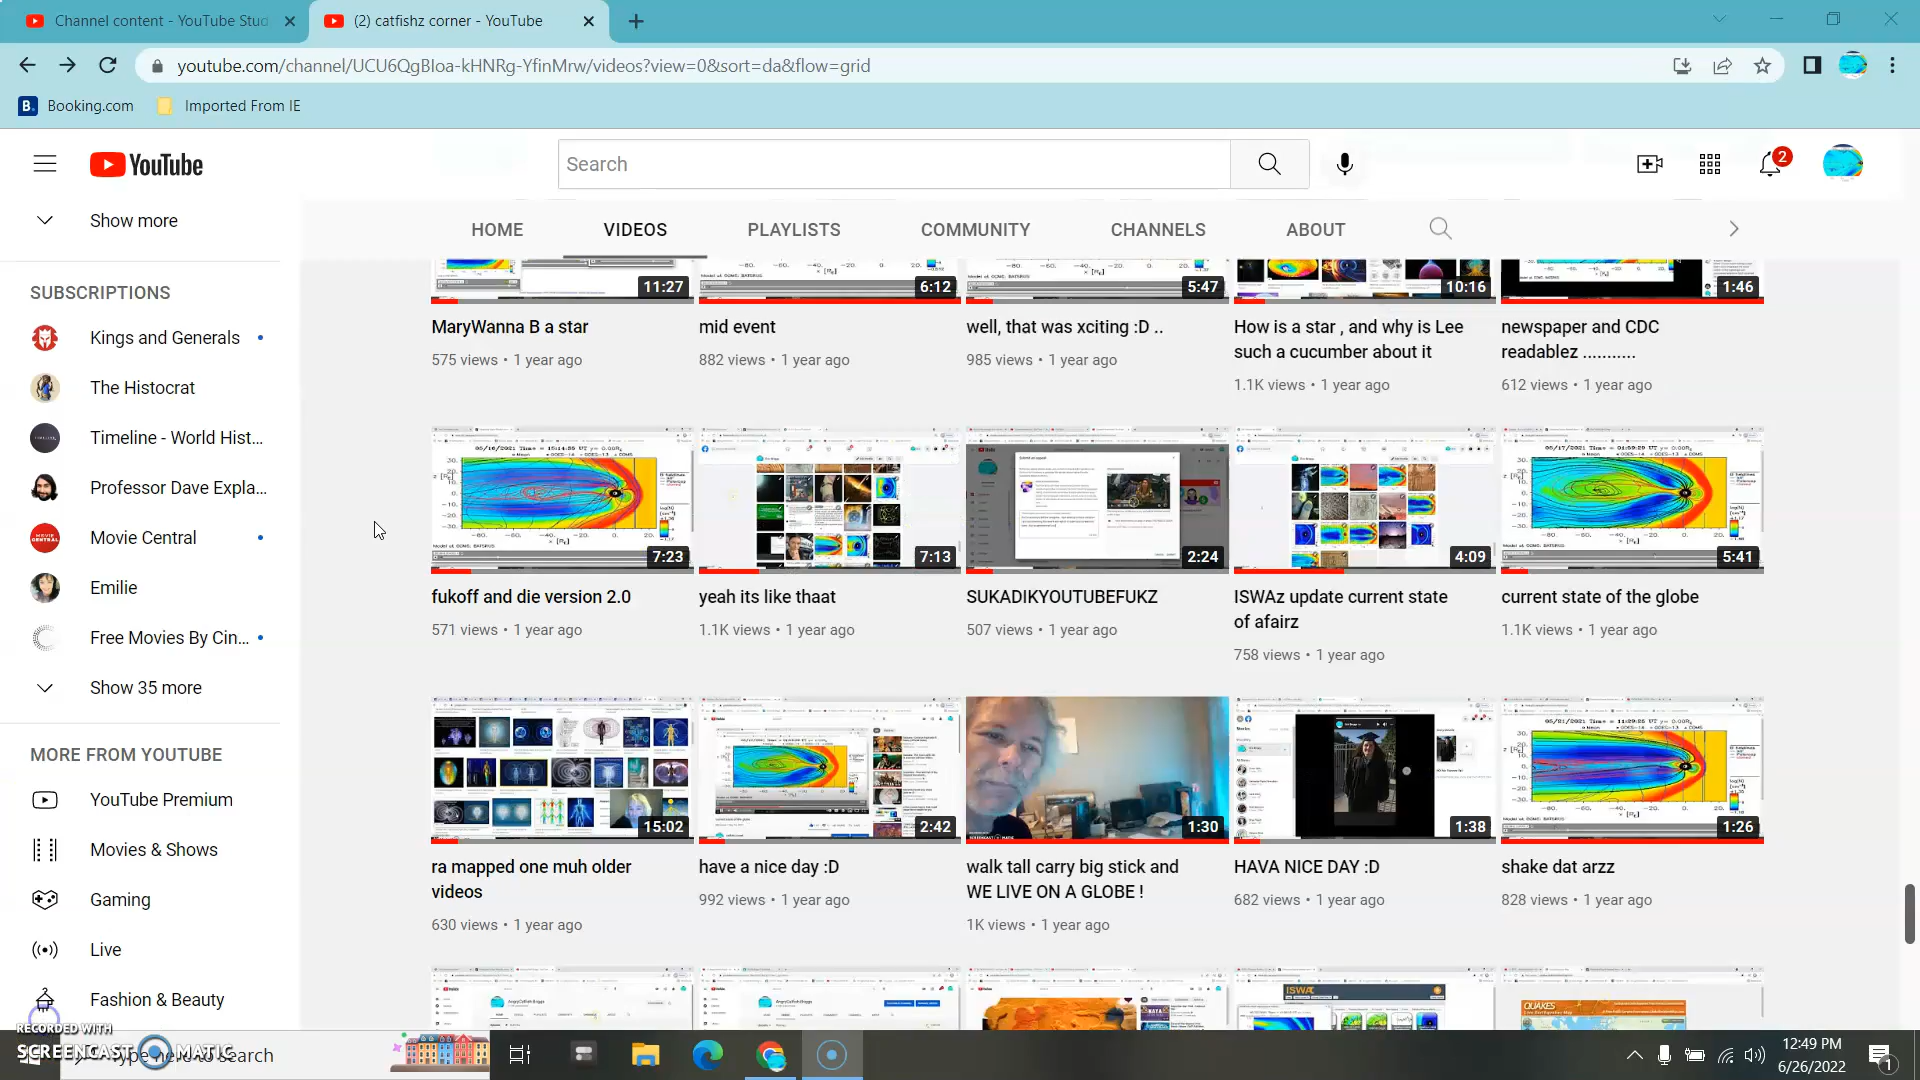 Channel content - YouTube Stud
(2) catfishz corner - YouTube
youtube.com/channel/UCU6QgBIoa-kHNRg-YfinMrw/videos?view=0&sort=da&flow=grid
Booking.com
Imported From IE
YouTube
Search
2
Show more
HOME
VIDEOS
PLAYLISTS
COMMUNITY
CHANNELS
ABOUT
SUBSCRIPTIONS
Kings and Generals
The Histocrat
Timeline - World Hist...
Professor Dave Expla...
Movie Central
Emilie
Free Movies By Cin...
Show 35 more
MORE FROM YOUTUBE
YouTube Premium
Movies & Shows
Gaming
Live
Fashion & Beauty
11:27
MaryWanna B a star
575 views • 1 year ago
6:12
mid event
882 views • 1 year ago
5:47
well, that was xciting :D ..
985 views • 1 year ago
10:16
How is a star , and why is Lee
such a cucumber about it
1.1K views • 1 year ago
1:46
newspaper and CDC
readablez ...........
612 views • 1 year ago
7:23
fukoff and die version 2.0
571 views • 1 year ago
7:13
yeah its like thaat
1.1K views • 1 year ago
2:24
SUKADIKYOUTUBEFUKZ
507 views • 1 year ago
4:09
ISWAz update current state
of afairz
758 views • 1 year ago
5:41
current state of the globe
1.1K views • 1 year ago
15:02
ra mapped one muh older
videos
630 views • 1 year ago
2:42
have a nice day :D
992 views • 1 year ago
1:30
walk tall carry big stick and
WE LIVE ON A GLOBE !
1K views • 1 year ago
1:38
HAVA NICE DAY :D
682 views • 1 year ago
1:26
shake dat arzz
828 views • 1 year ago
ISWA
QUAKES
RECORDED WITH
SCREENCAST MATIC
Type here to search
12:49 PM
6/26/2022
1